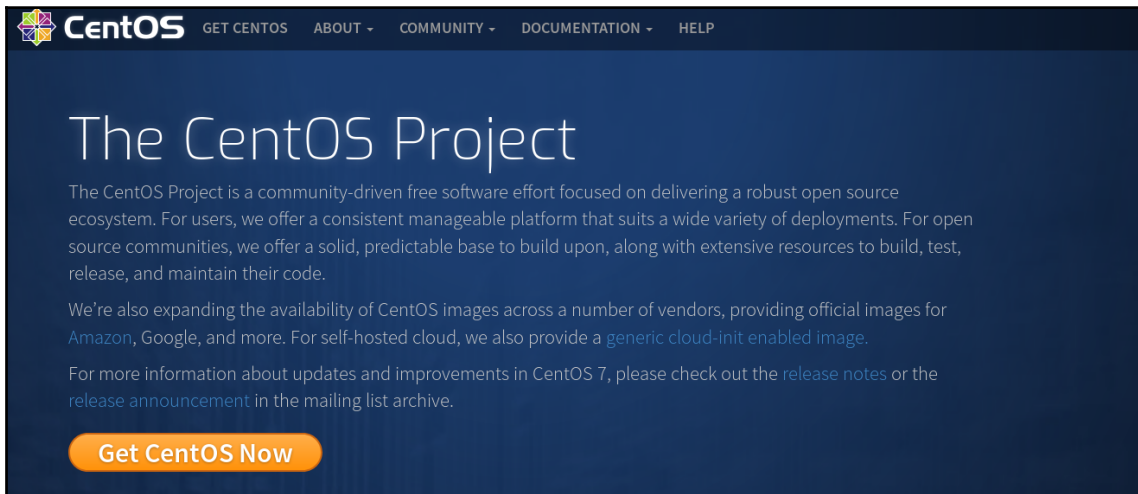 CentOS GET CENTOS ABOUT COMMUNITY DOCUMENTATION HELP
The CentOS Project
The CentOS Project is a community-driven free software effort focused on delivering a robust open source
ecosystem. For users, we offer a consistent manageable platform that suits a wide variety of deployments. For open
source communities, we offer a solid, predictable base to build upon, along with extensive resources to build, test,
release, and maintain their code.
We’re also expanding the availability of CentOS images across a number of vendors, providing official images for
Amazon, Google, and more. For self-hosted cloud, we also provide a generic cloud-init enabled image.
For more information about updates and improvements in CentOS 7, please check out the release notes or the
release announcement in the mailing list archive.
Get CentOS Now